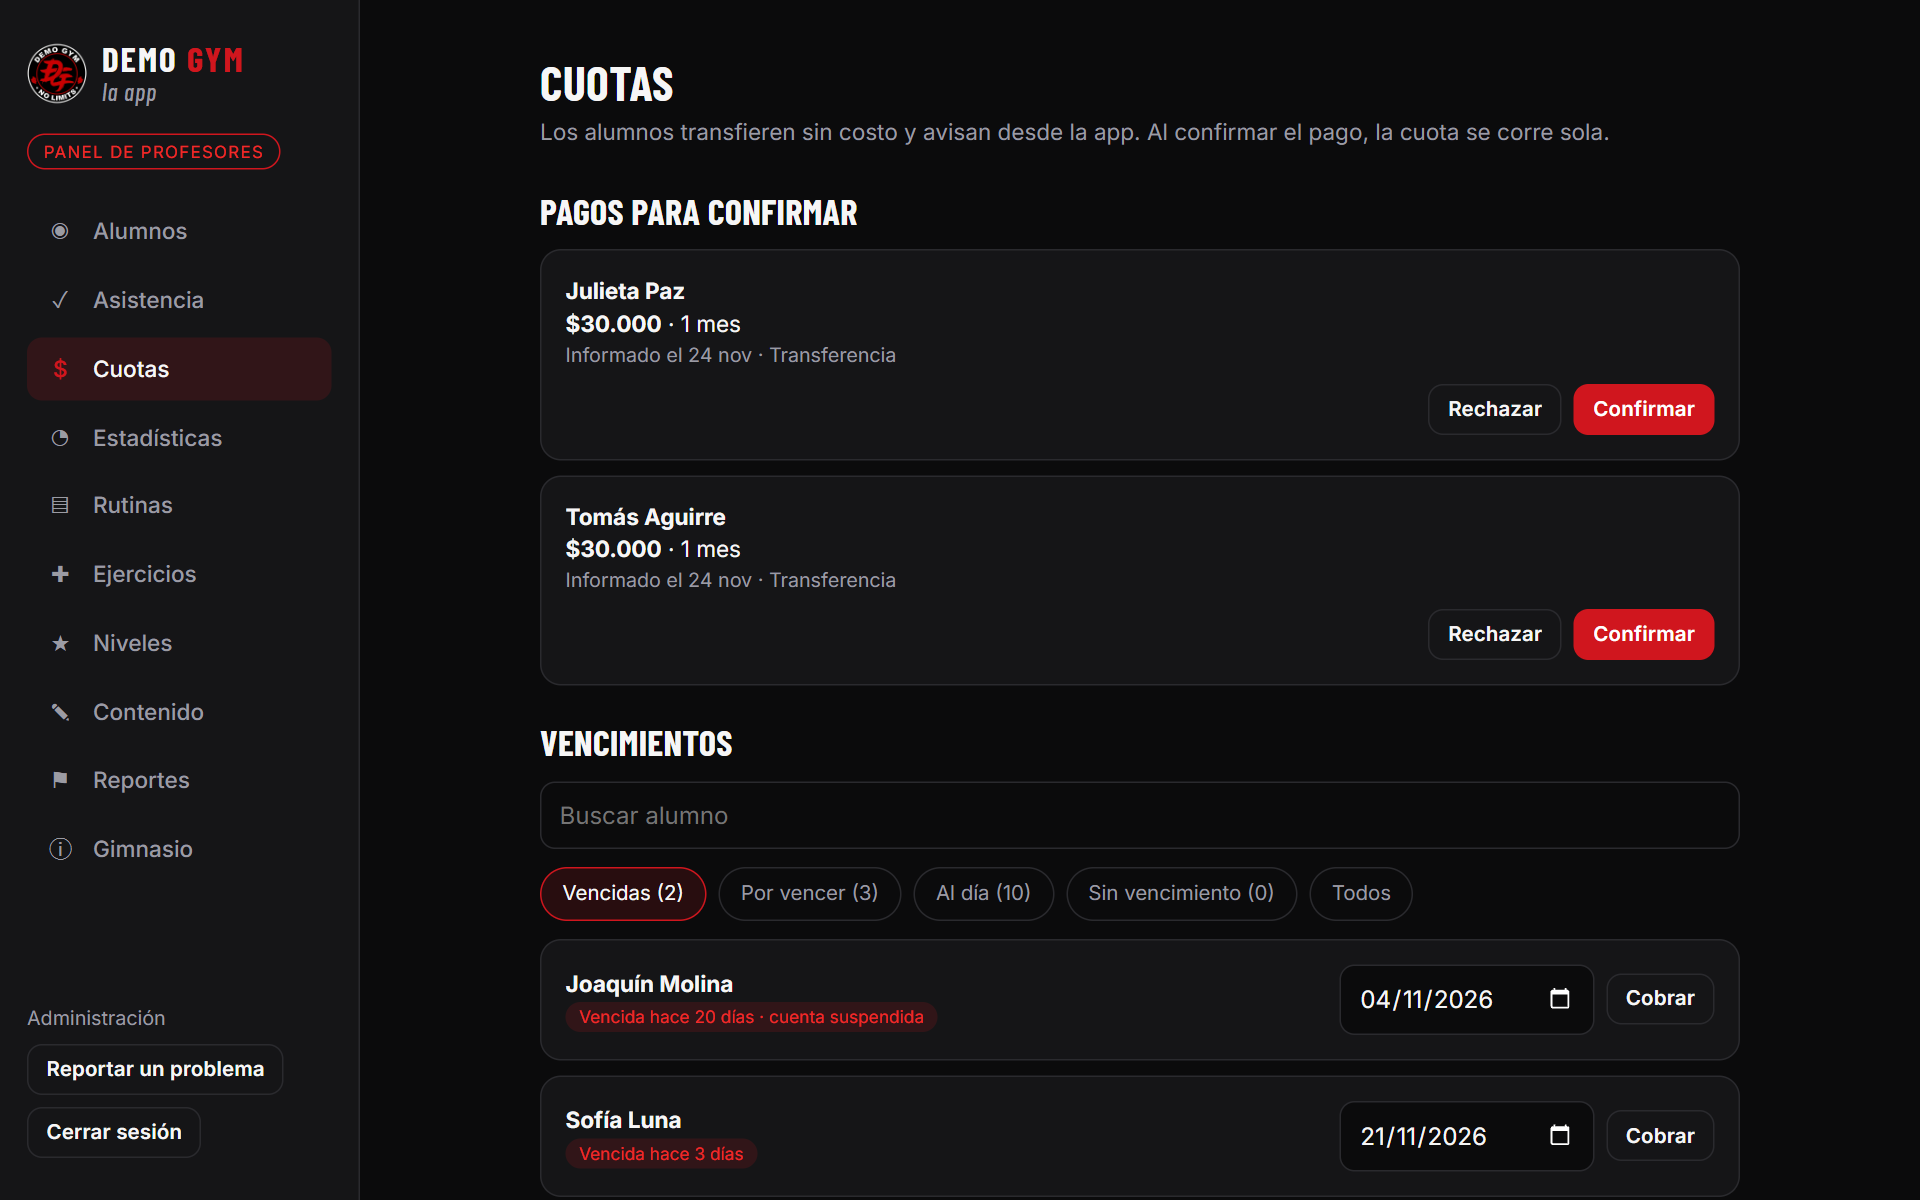 DEMO GYM
NO LIMITS
DEMO GYM
la app
PANEL DE PROFESORES
Alumnos
Asistencia
$ Cuotas
Estadísticas
Rutinas
Ejercicios
Niveles
Contenido
Reportes
Gimnasio
Administración
Reportar un problema
Cerrar sesión
CUOTAS
Los alumnos transfieren sin costo y avisan desde la app. Al confirmar el pago, la cuota se corre sola.
PAGOS PARA CONFIRMAR
Julieta Paz
$30.000 · 1 mes
Informado el 24 nov · Transferencia
Rechazar Confirmar
Tomás Aguirre
$30.000 · 1 mes
Informado el 24 nov · Transferencia
Rechazar Confirmar
VENCIMIENTOS
Buscar alumno
Vencidas (2) Por vencer (3) Al día (10) Sin vencimiento (0) Todos
Joaquín Molina
Vencida hace 20 días · cuenta suspendida
04/11/2026 Cobrar
Sofía Luna
Vencida hace 3 días
21/11/2026 Cobrar